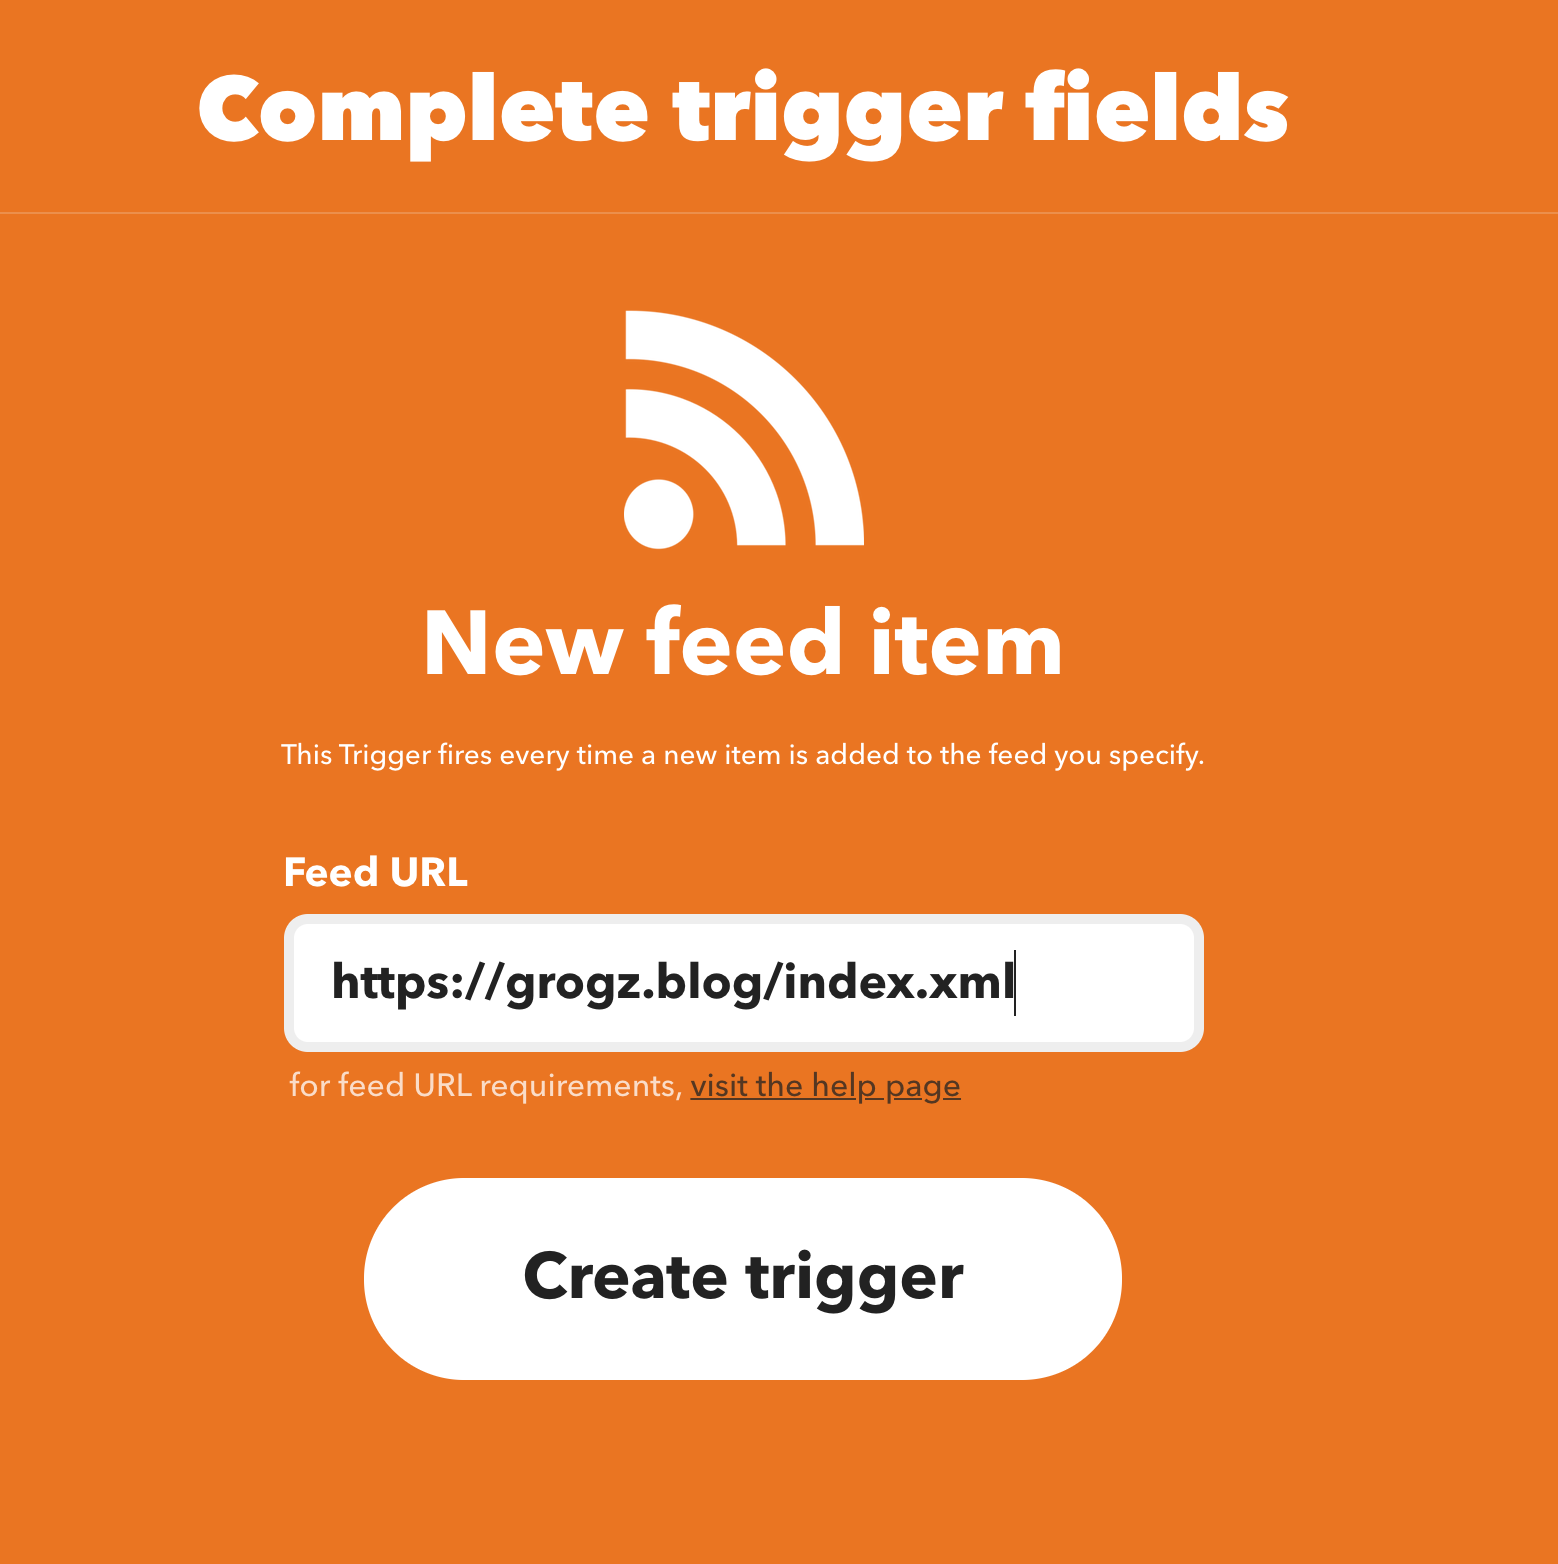 Complete trigger fields
New feed item
This Trigger fires every time a new item is added to the feed you specify.
Feed URL
https://grogz.blog/index.xml
for feed URL requirements, visit the help page
Create trigger